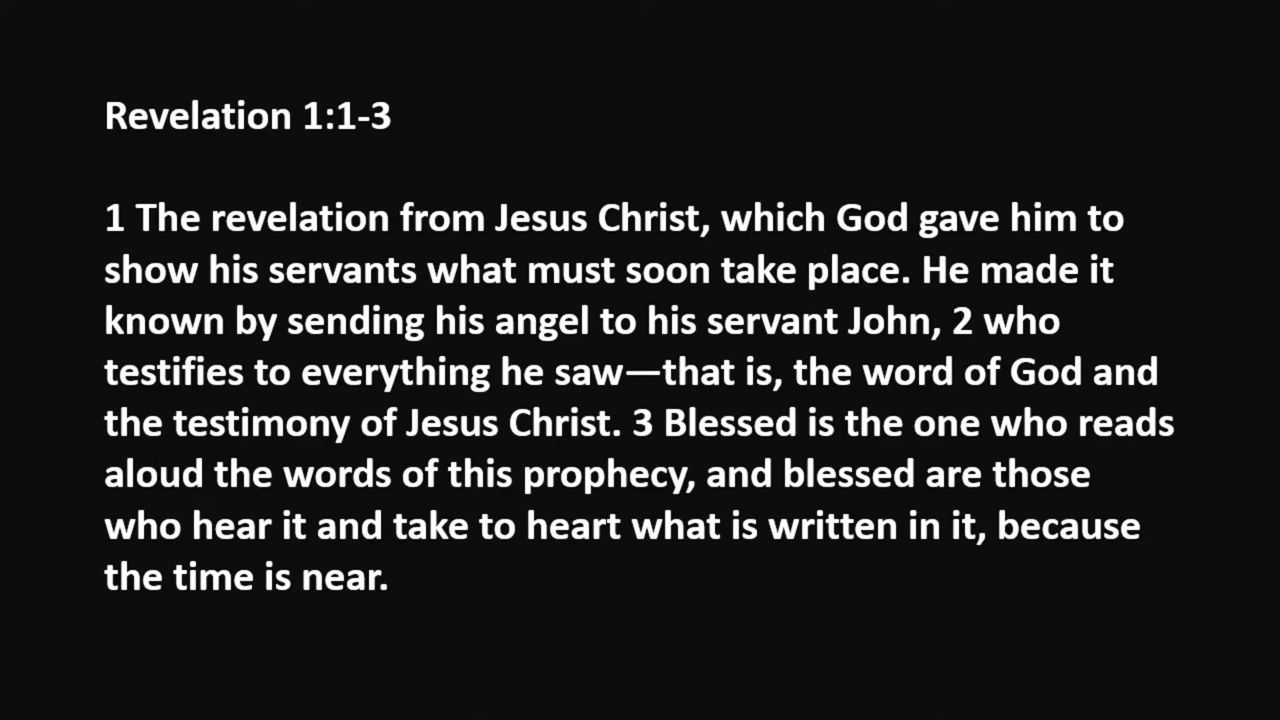 Revelation 1:1-3
1 The revelation from Jesus Christ, which God gave him to
show his servants what must soon take place. He made it
known by sending his angel to his servant John, 2 who
testifies to everything he saw—that is, the word of God and
the testimony of Jesus Christ. 3 Blessed is the one who reads
aloud the words of this prophecy, and blessed are those
who hear it and take to heart what is written in it, because
the time is near.